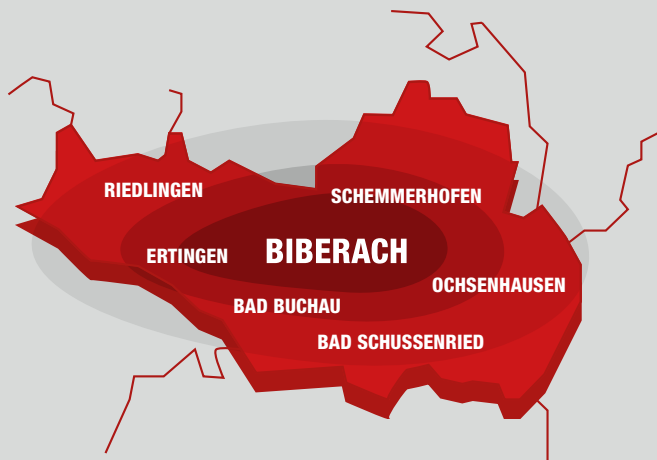 RIEDLINGEN
SCHEMMERHOFEN
ERTINGEN
BIBERACH
OCHSENHAUSEN
BAD BUCHAU
BAD SCHUSSENRIED